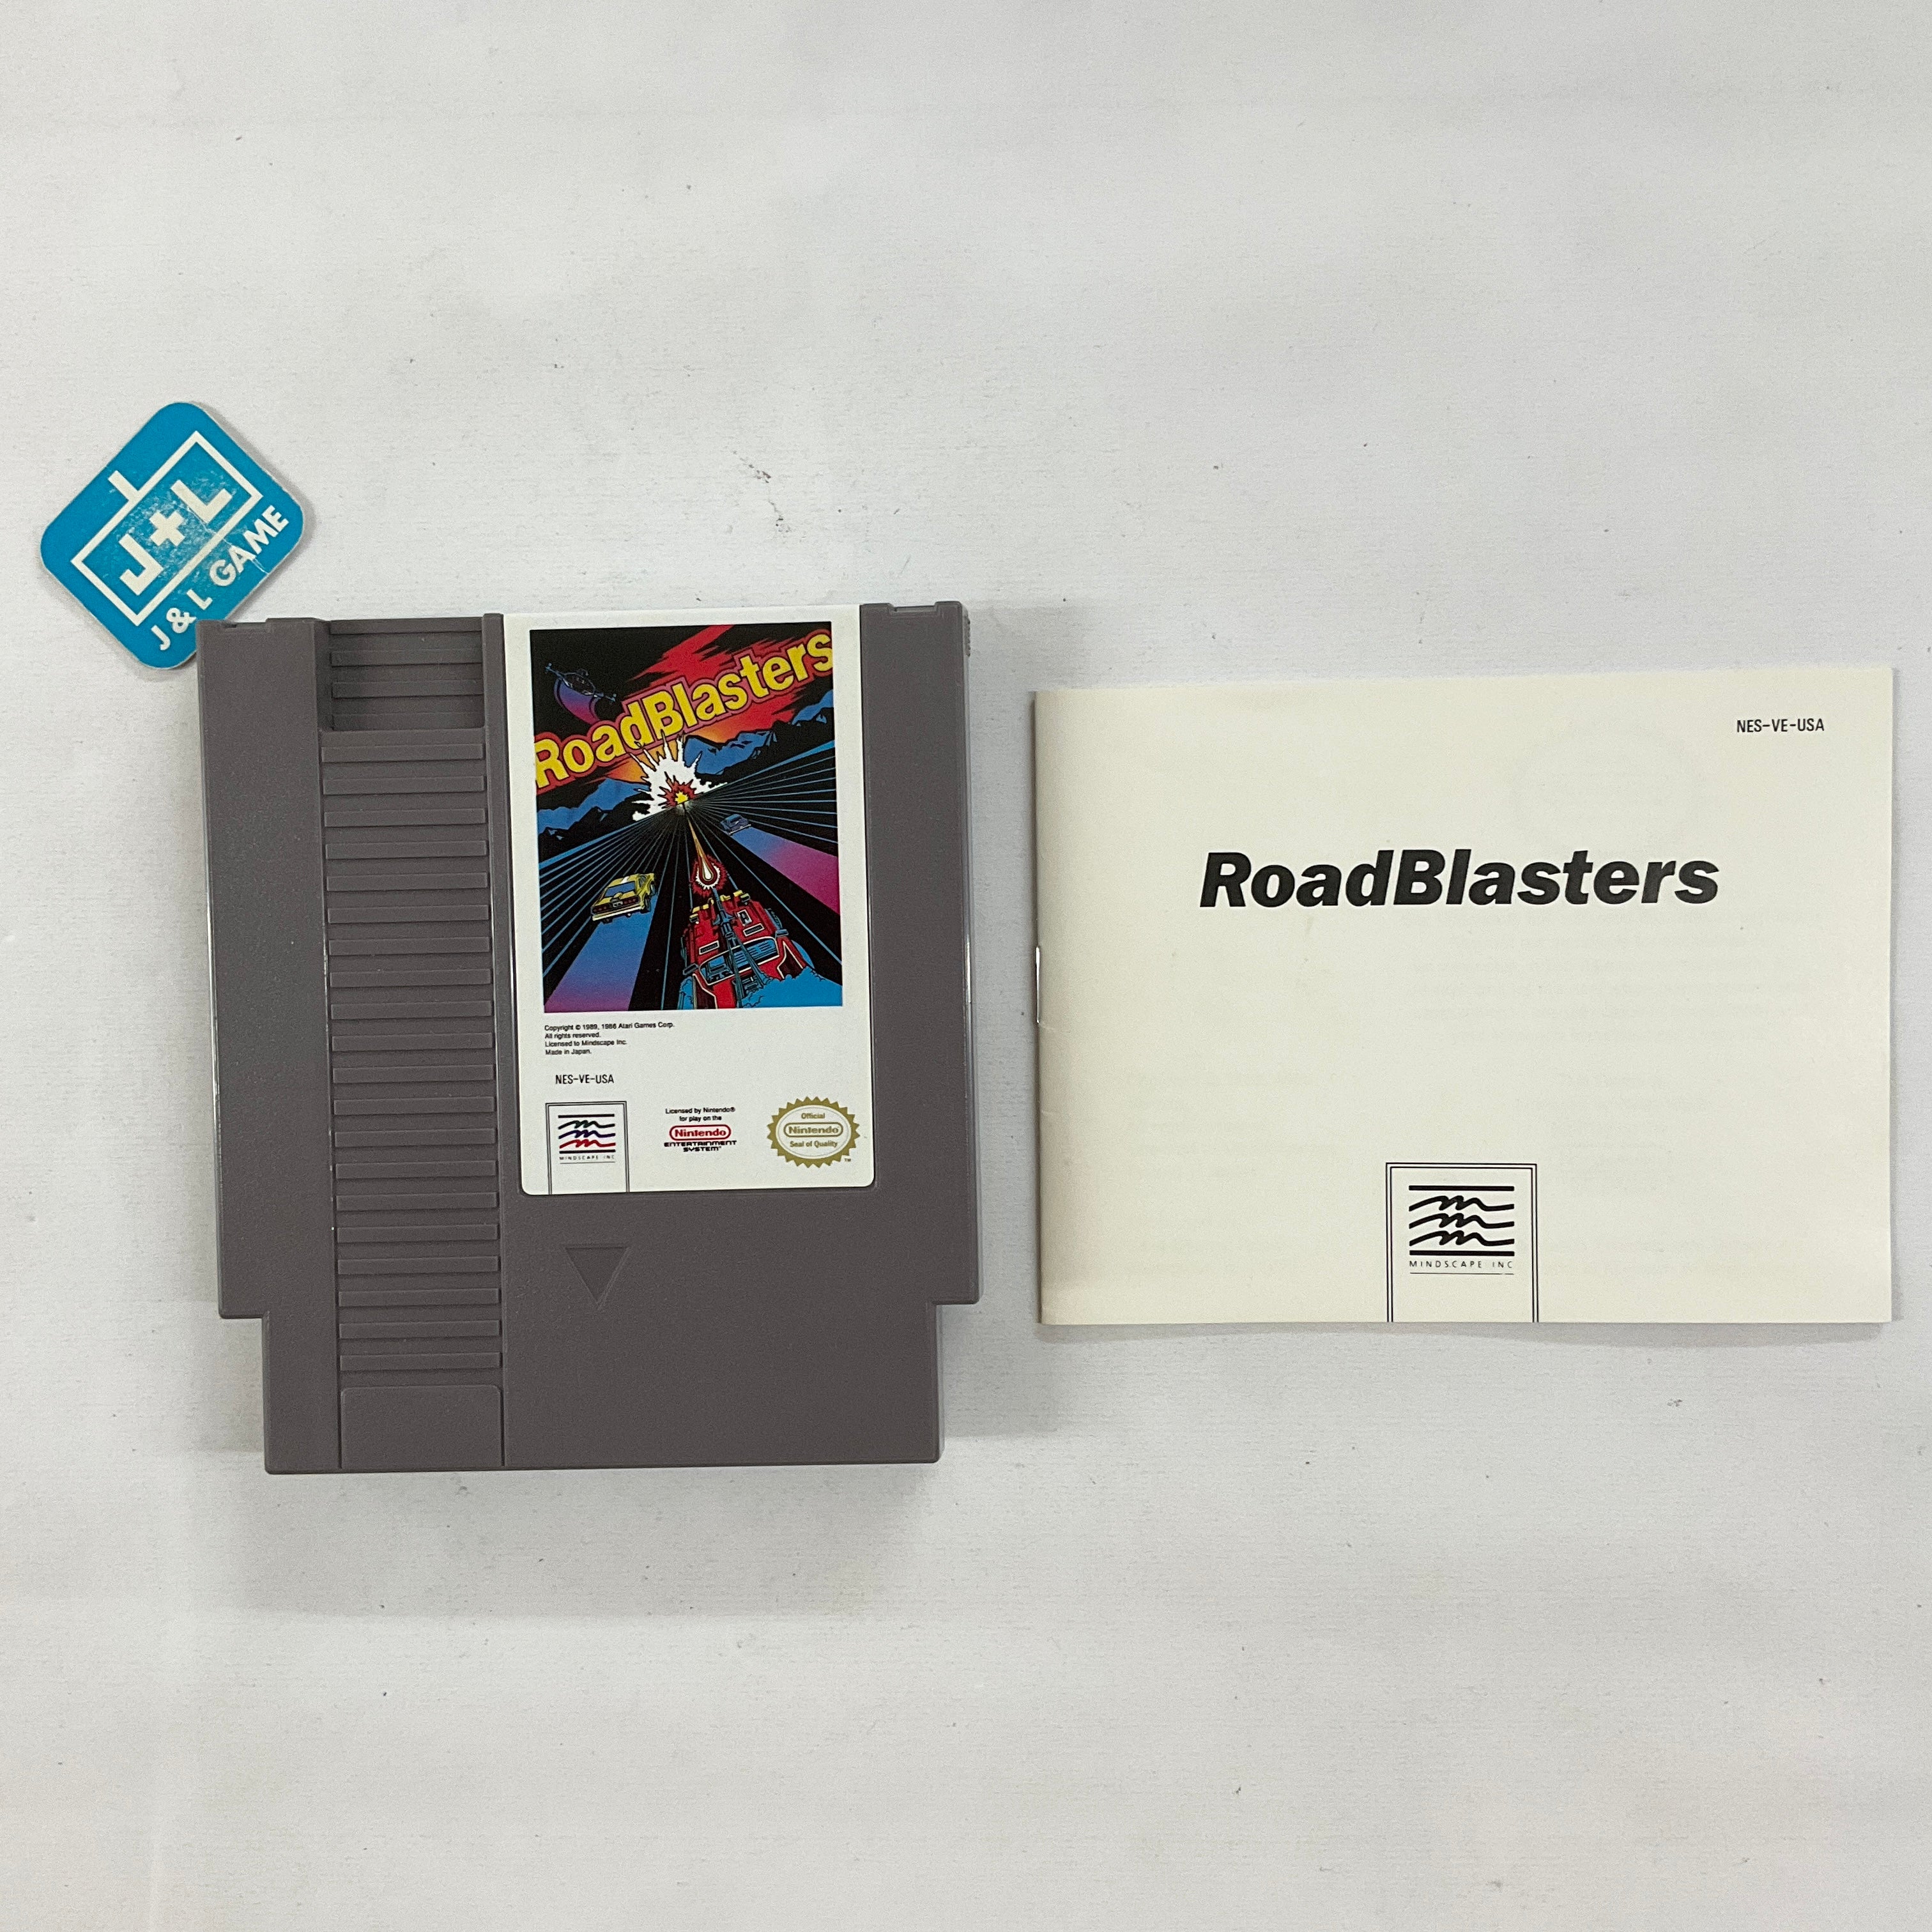 J+L
J & L GAME
RoadBlasters
Copyright © 1989, 1986 Atari Games Corp.
All rights reserved.
Licensed to Mindscape Inc.
Made in Japan.
NES-VE-USA
MINDSCAPE INC
Licensed by Nintendo®
for play on the
Nintendo
ENTERTAINMENT
SYSTEM™
Official
Nintendo
Seal of Quality
TM
NES-VE-USA
RoadBlasters
MINDSCAPE INC